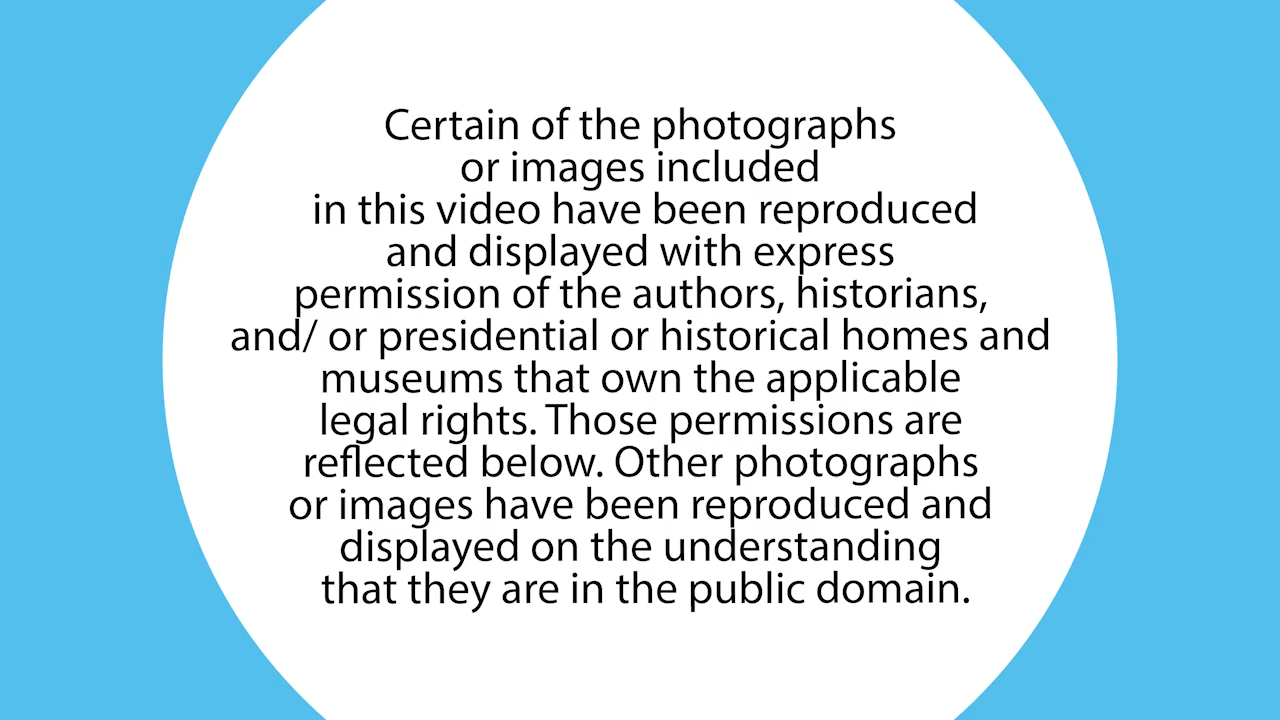 Certain of the photographs
or images included
in this video have been reproduced
and displayed with express
permission of the authors, historians,
and/ or presidential or historical homes and
museums that own the applicable
legal rights. Those permissions are
reflected below. Other photographs
or images have been reproduced and
displayed on the understanding
that they are in the public domain.